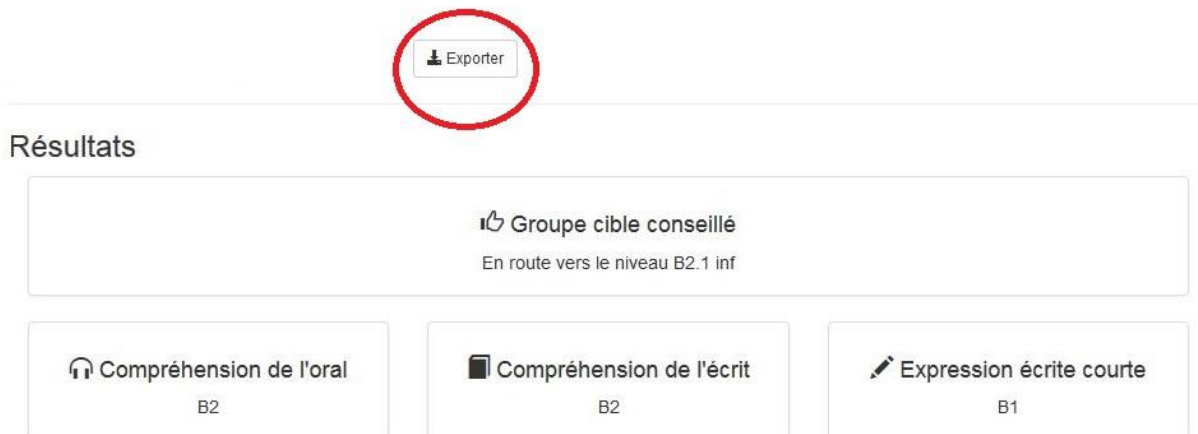 Exporter
Résultats
Groupe cible conseillé
En route vers le niveau B2.1 inf
Compréhension de l'oral
B2
Compréhension de l'écrit
B2
Expression écrite courte
B1